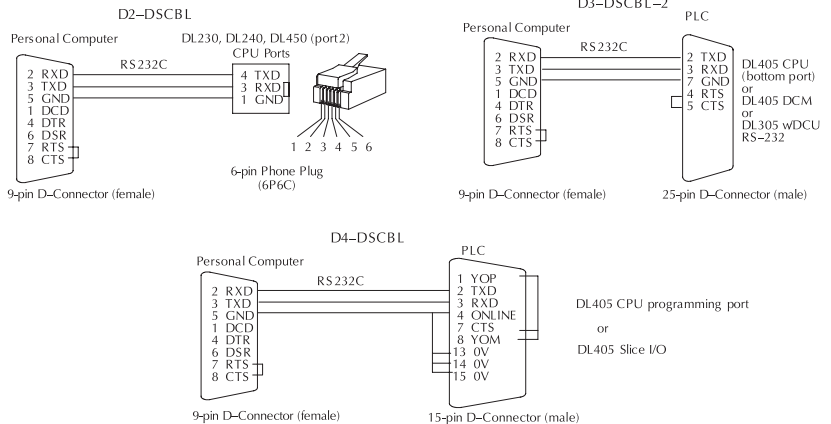 D2–DSCBL
Personal Computer
DL230, DL240, DL450 (port2)
CPU Ports
RS232C
2 RXD
3 TXD
5 GND
1 DCD
4 DTR
6 DSR
7 RTS
8 CTS
4 TXD
3 RXD
1 GND
1 2 3 4 5 6
6-pin Phone Plug
(6P6C)
9-pin D–Connector (female)
D3–DSCBL–2
PLC
Personal Computer
RS232C
2 RXD
3 TXD
5 GND
1 DCD
4 DTR
6 DSR
7 RTS
8 CTS
2 TXD
3 RXD
7 GND
4 RTS
5 CTS
DL405 CPU
(bottom port)
or
DL405 DCM
or
DL305 wDCU
RS–232
9-pin D–Connector (female)
25-pin D–Connector (male)
D4–DSCBL
PLC
Personal Computer
RS232C
2 RXD
3 TXD
5 GND
1 DCD
4 DTR
6 DSR
7 RTS
8 CTS
1 YOP
2 TXD
3 RXD
4 ONLINE
7 CTS
8 YOM
13 0V
14 0V
15 0V
DL405 CPU programming port
or
DL405 Slice I/O
9-pin D–Connector (female)
15-pin D–Connector (male)